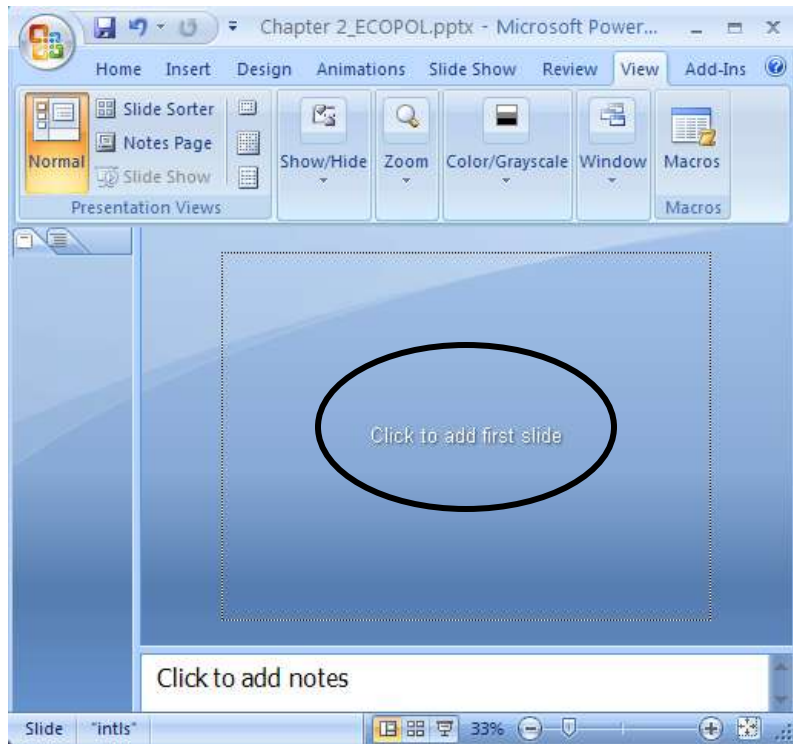 Chapter 2_ECOPOL.pptx - Microsoft Power...
Home Insert Design Animations Slide Show Review View Add-Ins
Normal
Slide Sorter
Notes Page
Slide Show
Show/Hide
Zoom
Color/Grayscale
Window
Macros
Presentation Views
Macros
Click to add first slide
Click to add notes
Slide "intls" 33%